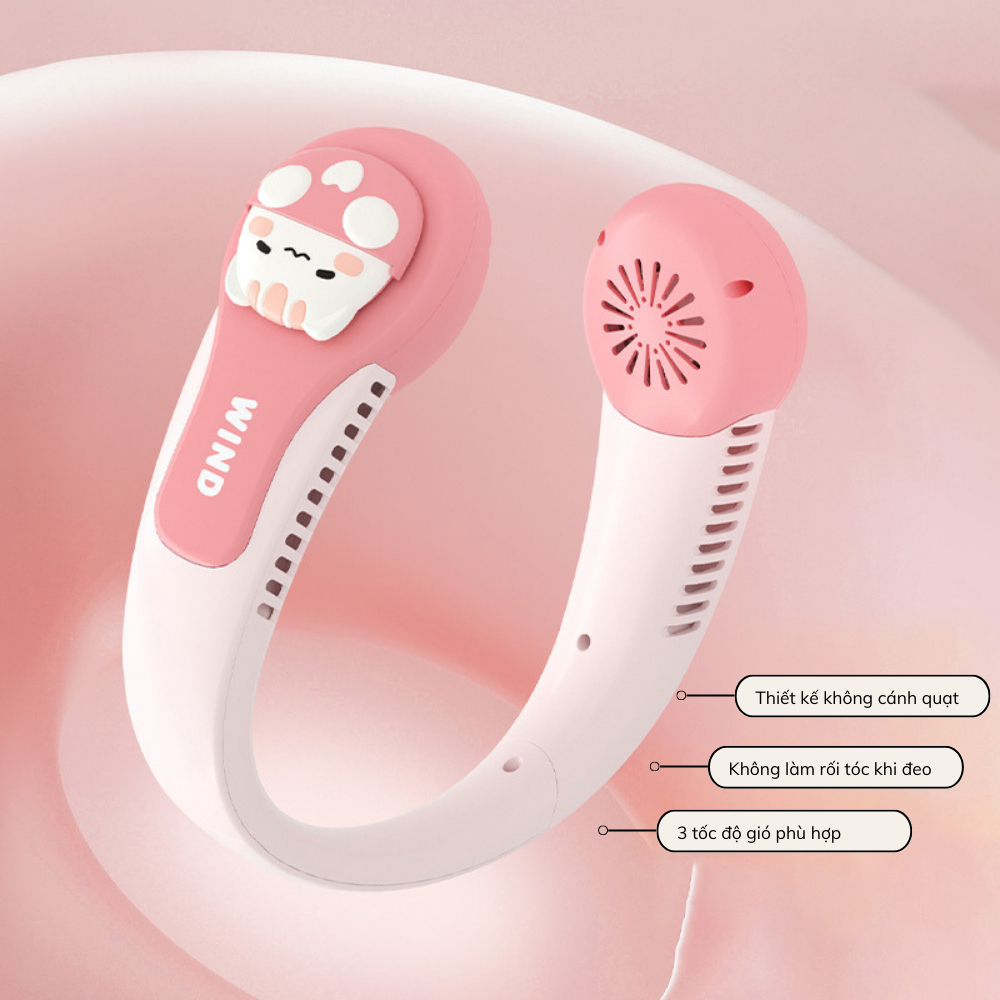 WIND
Thiết kế không cánh quạt
Không làm rối tóc khi đeo
3 tốc độ gió phù hợp